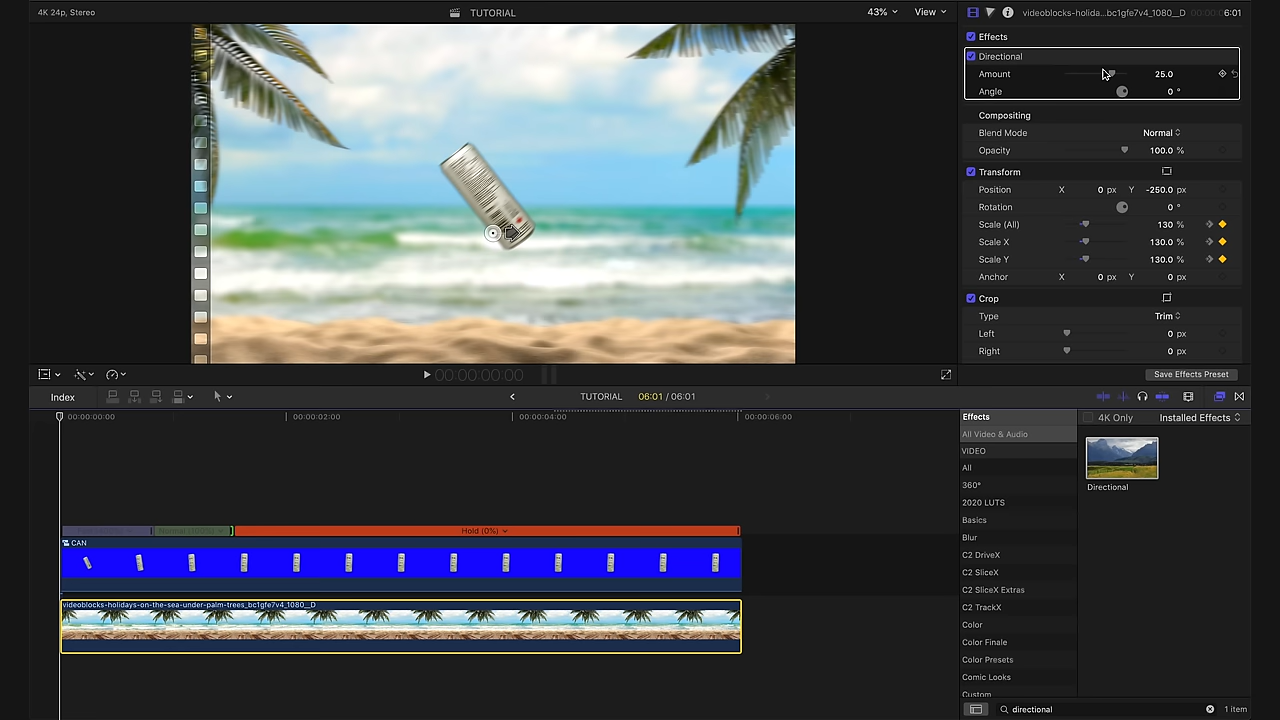 4K 24p, Stereo
TUTORIAL
43%
View
videoblocks-holida...bc1gfe7v4_1080__D
6:01
Effects
Directional
Amount 25.0
Angle 0 °
Compositing
Blend Mode Normal
Opacity 100.0 %
Transform
Position X 0 px Y -250.0 px
Rotation 0 °
Scale (All) 130 %
Scale X 130.0 %
Scale Y 130.0 %
Anchor X 0 px Y 0 px
Crop
Type Trim
Left 0 px
Right 0 px
00:00:00:00
Save Effects Preset
Index
TUTORIAL
06:01 / 06:01
00:00:00:00
00:00:02:00
00:00:04:00
00:00:06:00
Normal (100%)
Hold (0%)
CAN
videoblocks-holidays-on-the-sea-under-palm-trees_bc1gfe7v4_1080__D
Effects
4K Only
Installed Effects
All Video & Audio
VIDEO
All
360°
2020 LUTS
Basics
Blur
C2 DriveX
C2 SliceX
C2 SliceX Extras
C2 TrackX
Color
Color Finale
Color Presets
Comic Looks
Custom
Directional
directional
1 item